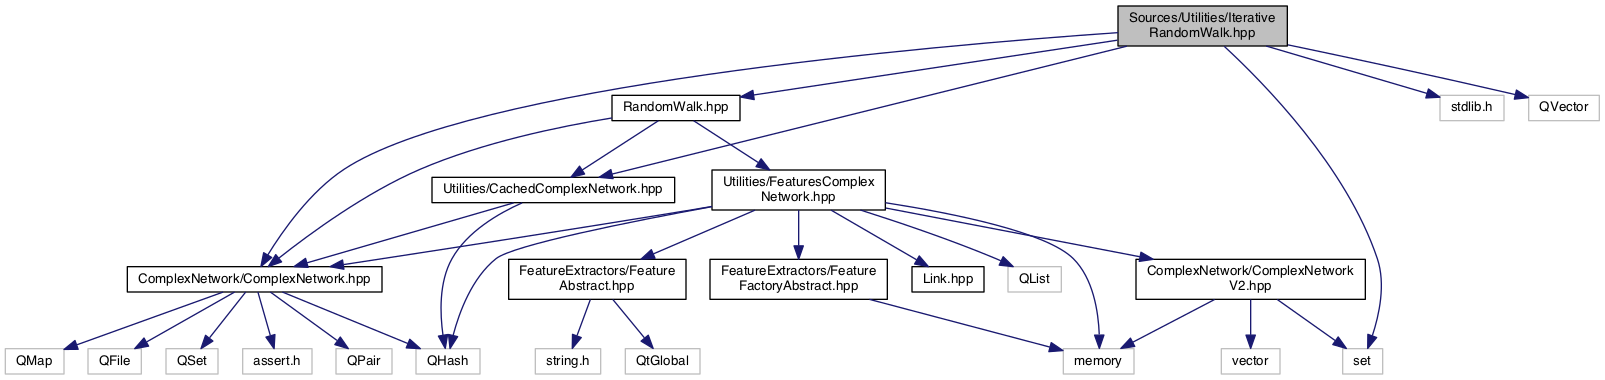 Sources/Utilities/Iterative
RandomWalk.hpp
RandomWalk.hpp
stdlib.h
QVector
Utilities/CachedComplexNetwork.hpp
Utilities/FeaturesComplex
Network.hpp
ComplexNetwork/ComplexNetwork.hpp
FeatureExtractors/Feature
Abstract.hpp
FeatureExtractors/Feature
FactoryAbstract.hpp
Link.hpp
QList
ComplexNetwork/ComplexNetwork
V2.hpp
QMap
QFile
QSet
assert.h
QPair
QHash
string.h
QtGlobal
memory
vector
set